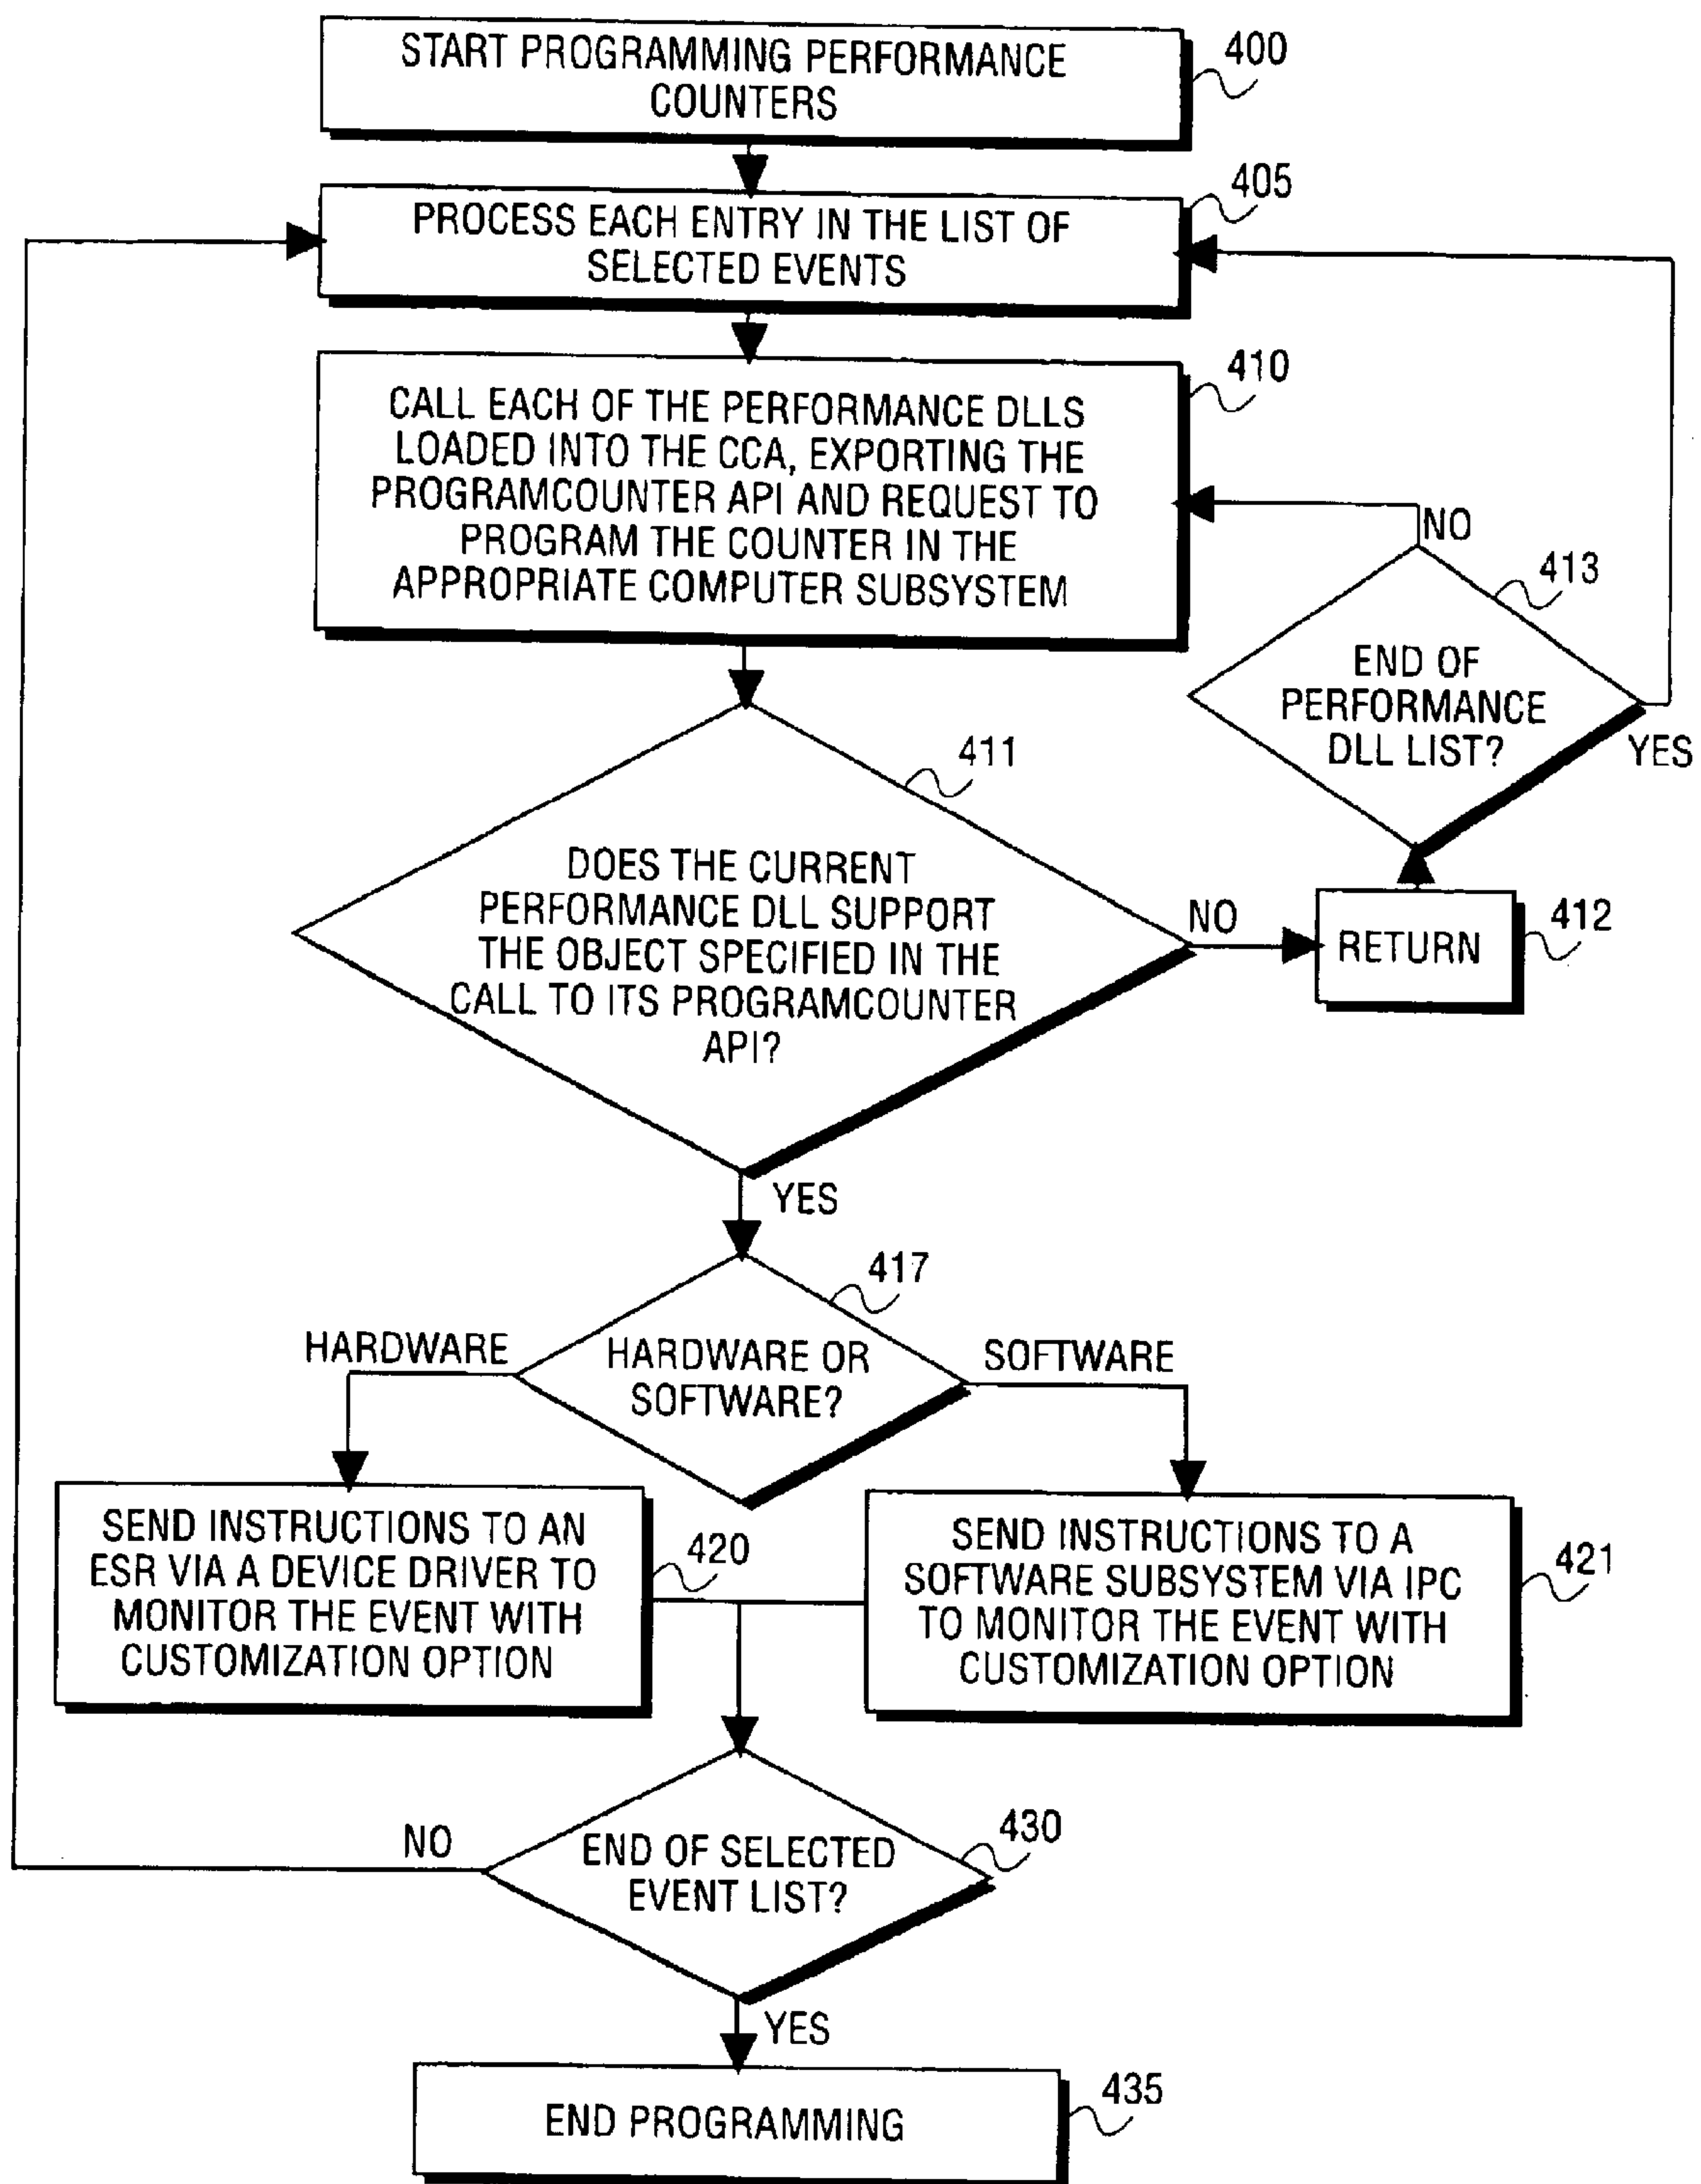 START PROGRAMMING PERFORMANCE
COUNTERS
400
PROCESS EACH ENTRY IN THE LIST OF
SELECTED EVENTS
405
CALL EACH OF THE PERFORMANCE DLLS
LOADED INTO THE CCA, EXPORTING THE
PROGRAMCOUNTER API AND REQUEST TO
PROGRAM THE COUNTER IN THE
APPROPRIATE COMPUTER SUBSYSTEM
410
NO
413
END OF
PERFORMANCE
DLL LIST?
YES
411
DOES THE CURRENT
PERFORMANCE DLL SUPPORT
THE OBJECT SPECIFIED IN THE
CALL TO ITS PROGRAMCOUNTER
API?
NO
RETURN
412
YES
417
HARDWARE
HARDWARE OR
SOFTWARE?
SOFTWARE
SEND INSTRUCTIONS TO AN
ESR VIA A DEVICE DRIVER TO
MONITOR THE EVENT WITH
CUSTOMIZATION OPTION
420
SEND INSTRUCTIONS TO A
SOFTWARE SUBSYSTEM VIA IPC
TO MONITOR THE EVENT WITH
CUSTOMIZATION OPTION
421
NO
END OF SELECTED
EVENT LIST?
430
YES
END PROGRAMMING
435